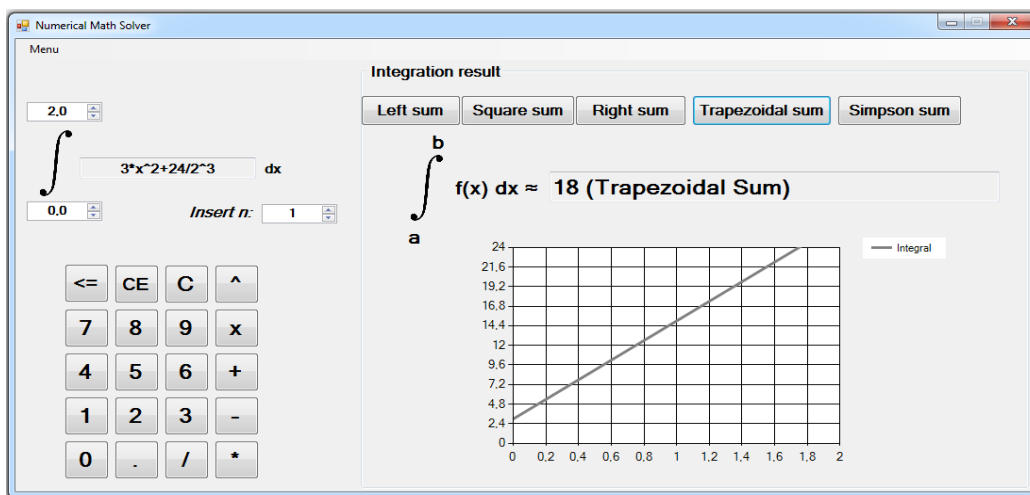 Numerical Math Solver
Menu
2,0
3*x^2+24/2^3 dx
0,0
Insert n: 1
<= CE C ^
7 8 9 x
4 5 6 +
1 2 3 -
0 . / *
Integration result
Left sum Square sum Right sum Trapezoidal sum Simpson sum
b
f(x) dx ≈ 18 (Trapezoidal Sum)
a
24
21,6
19,2
16,8
14,4
12
9,6
7,2
4,8
2,4
0
0 0,2 0,4 0,6 0,8 1 1,2 1,4 1,6 1,8 2
Integral